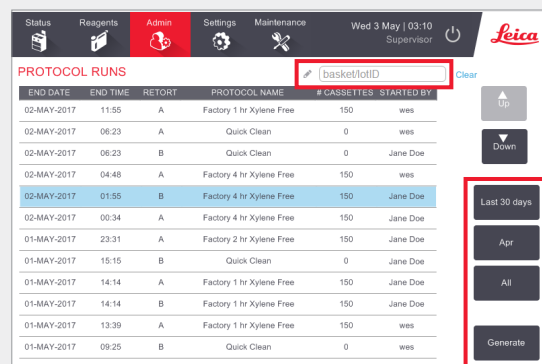 Status Reagents Admin Settings Maintenance Wed 3 May | 03:10
Supervisor
Leica
PROTOCOL RUNS basket/lotID Clear
END DATE END TIME RETORT PROTOCOL NAME # CASSETTES STARTED BY
02-MAY-2017 11:55 A Factory 1 hr Xylene Free 150 wes
02-MAY-2017 06:23 A Quick Clean 0 wes
02-MAY-2017 06:23 B Quick Clean 0 Jane Doe
02-MAY-2017 04:48 A Factory 4 hr Xylene Free 150 wes
02-MAY-2017 01:55 B Factory 4 hr Xylene Free 150 Jane Doe
02-MAY-2017 00:34 A Factory 4 hr Xylene Free 150 Jane Doe
01-MAY-2017 23:31 A Factory 2 hr Xylene Free 150 Jane Doe
01-MAY-2017 15:15 B Quick Clean 0 Jane Doe
01-MAY-2017 14:14 A Factory 1 hr Xylene Free 150 Jane Doe
01-MAY-2017 14:14 B Factory 1 hr Xylene Free 150 Jane Doe
01-MAY-2017 13:39 A Factory 1 hr Xylene Free 150 wes
01-MAY-2017 09:25 B Quick Clean 0 wes
Up
Down
Last 30 days
Apr
All
Generate